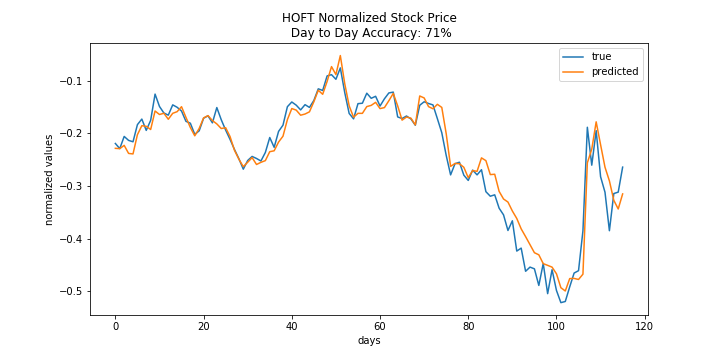 HOFT Normalized Stock Price
Day to Day Accuracy: 71%
true
predicted
normalized values
−0.1
−0.2
−0.3
−0.4
−0.5
0
20
40
60
80
100
120
days